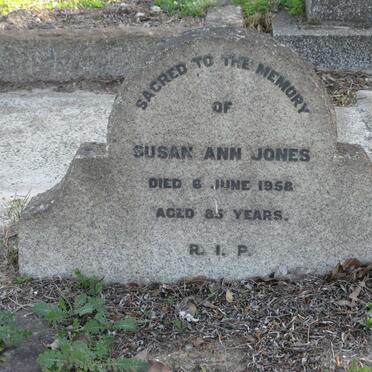 SACRED TO THE MEMORY
OF
SUSAN ANN JONES
DIED 6 JUNE 1958
AGED 85 YEARS.
R. I. P.